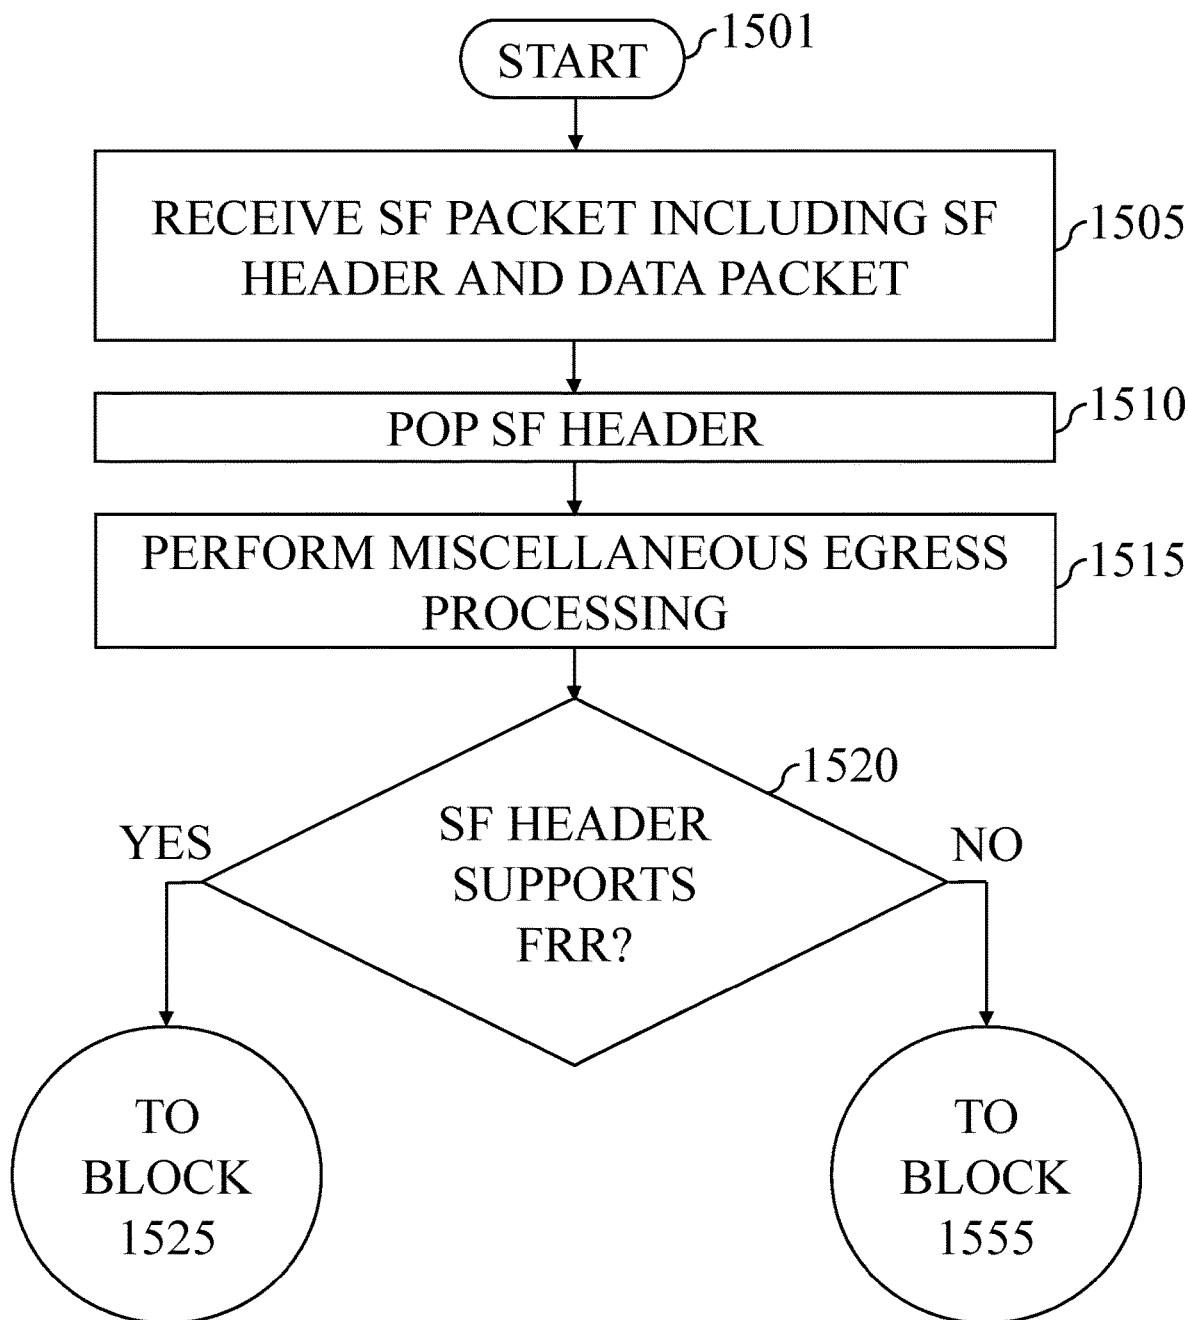 START
1501
RECEIVE SF PACKET INCLUDING SF
HEADER AND DATA PACKET
1505
POP SF HEADER
1510
PERFORM MISCELLANEOUS EGRESS
PROCESSING
1515
1520
SF HEADER
SUPPORTS
FRR?
YES
NO
TO
BLOCK
1525
TO
BLOCK
1555